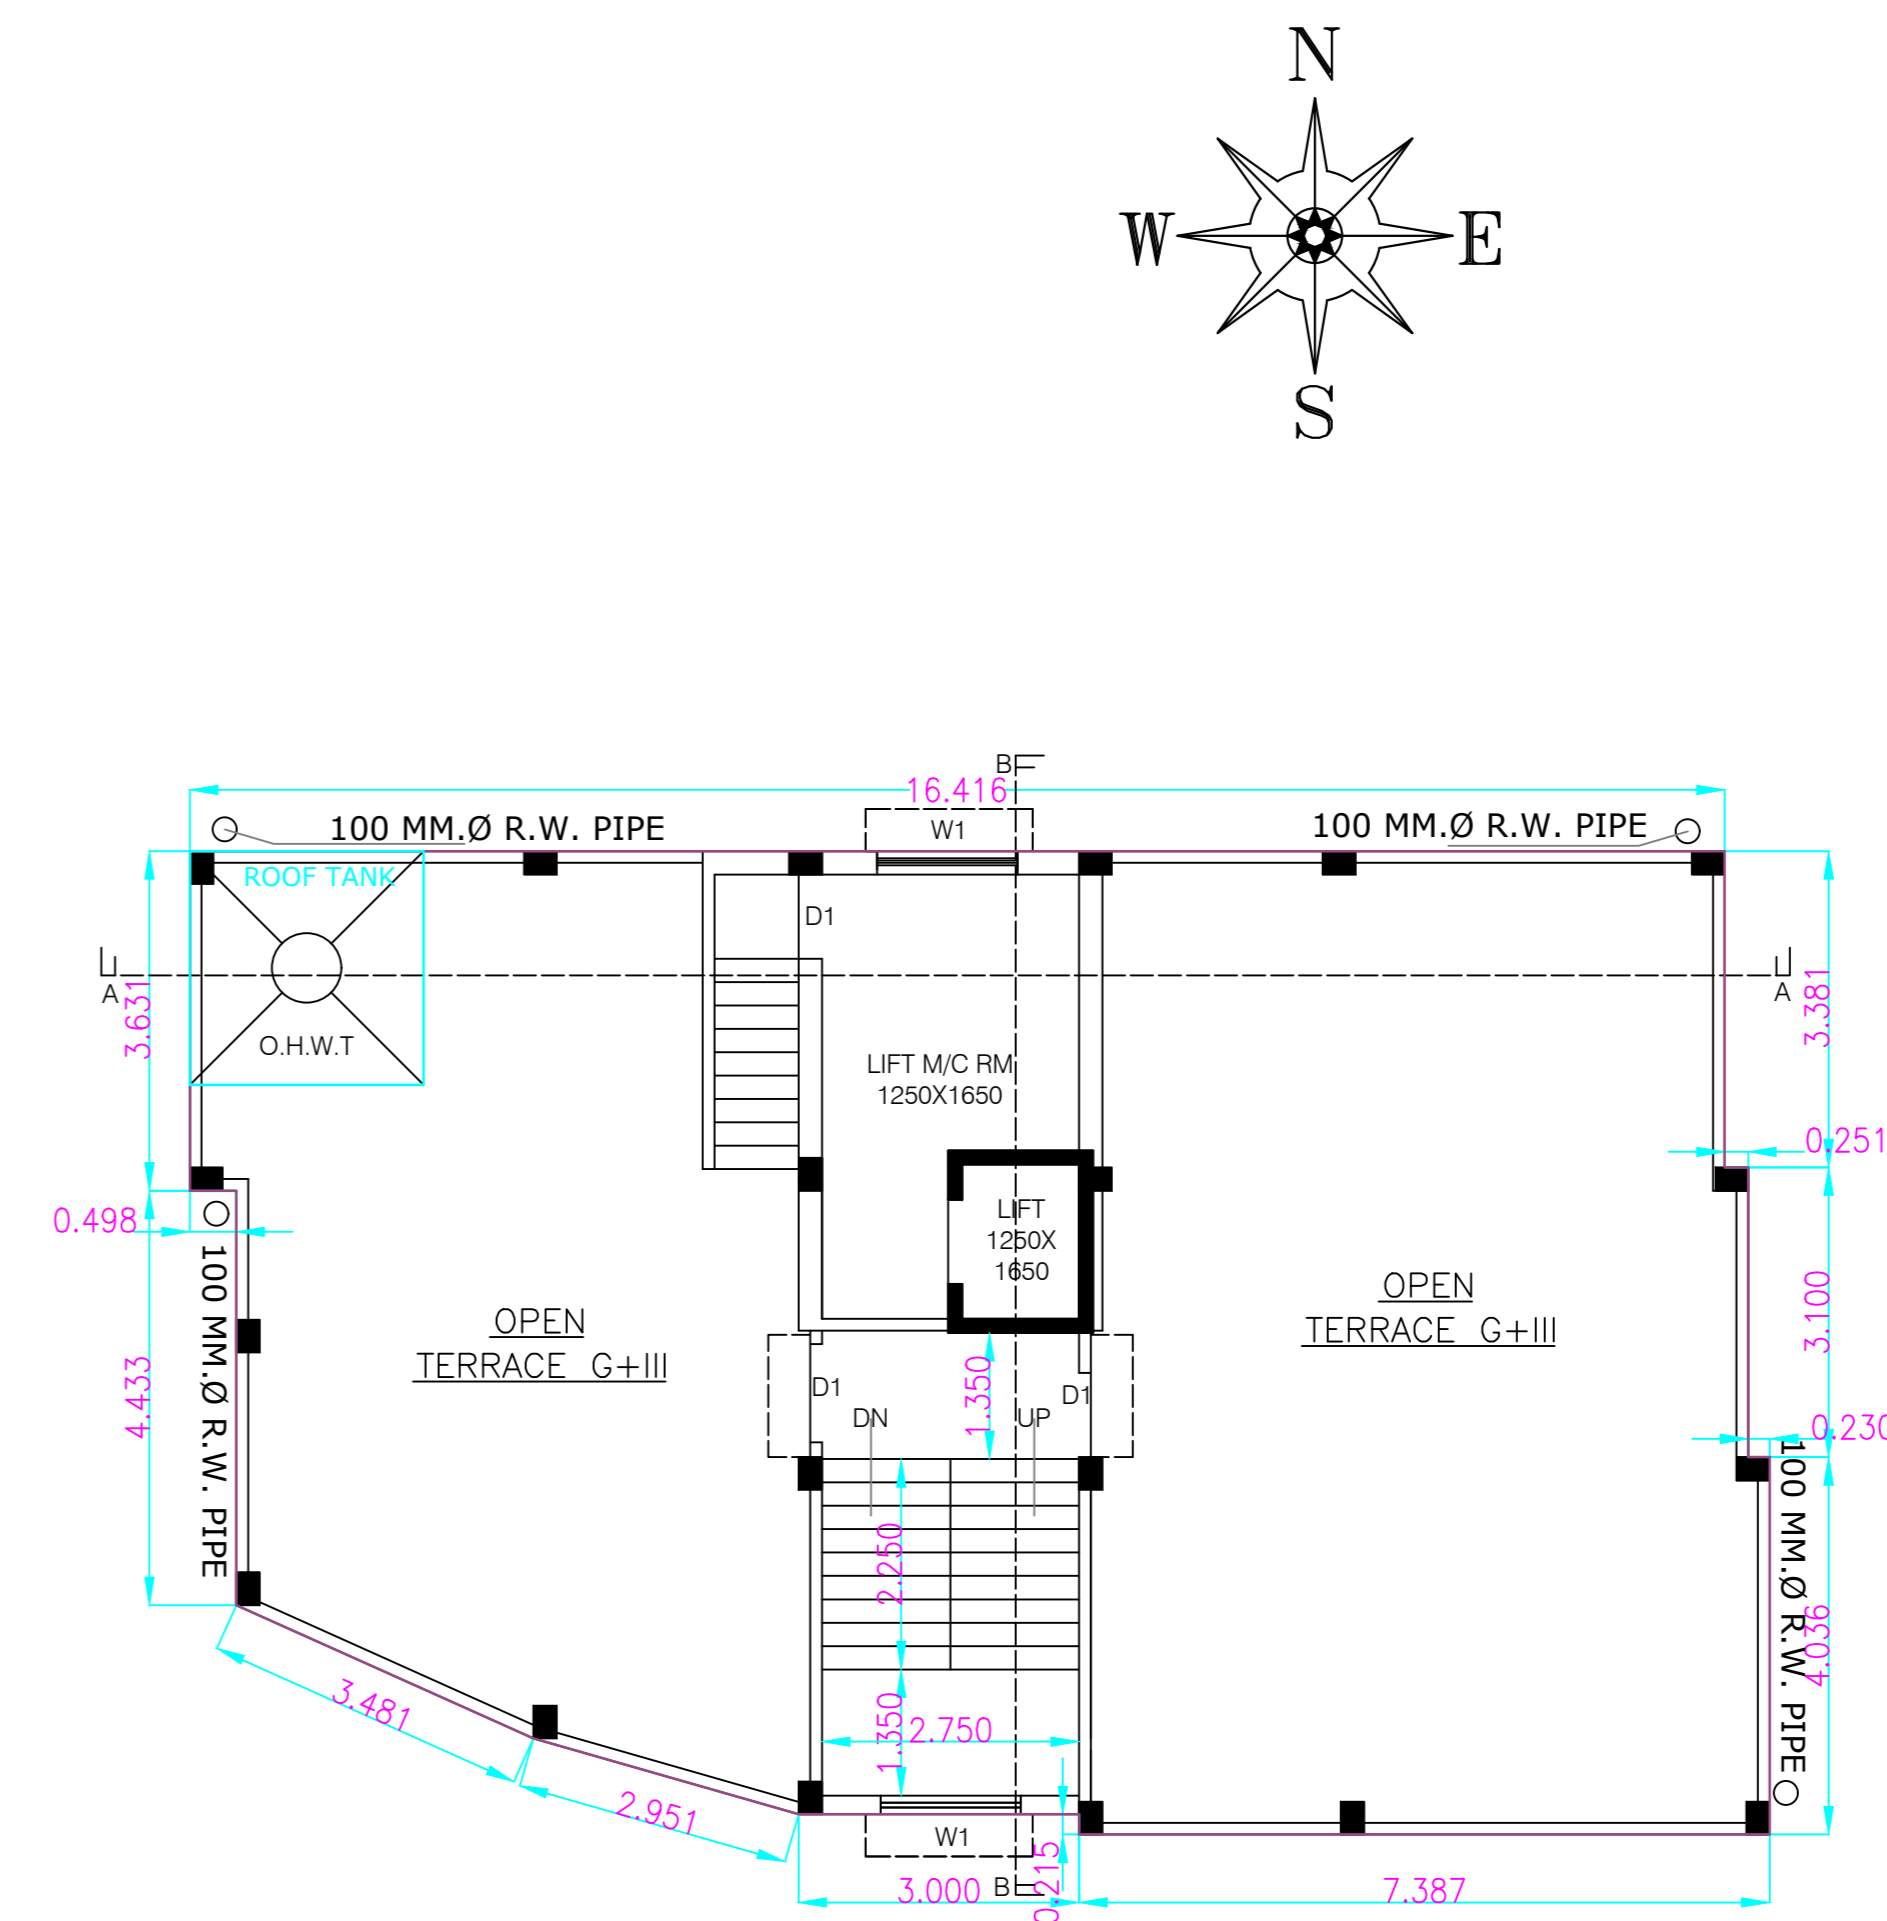 N
W
E
S
B
16.416
100 MM.Ø R.W. PIPE
W1
100 MM.Ø R.W. PIPE
ROOF TANK
D1
A
A
3.631
3.381
O.H.W.T
LIFT M/C RM
1250X1650
0.251
0.498
LIFT
1250X
1650
100 MM.Ø R.W. PIPE
OPEN
TERRACE G+III
OPEN
TERRACE G+III
3.100
4.433
1.350
D1
D1
DN
UP
0.230
100 MM.Ø R.W. PIPE
2.250
4.036
3.481
1.350
2.750
2.951
W1
0.215
3.000
B
7.387